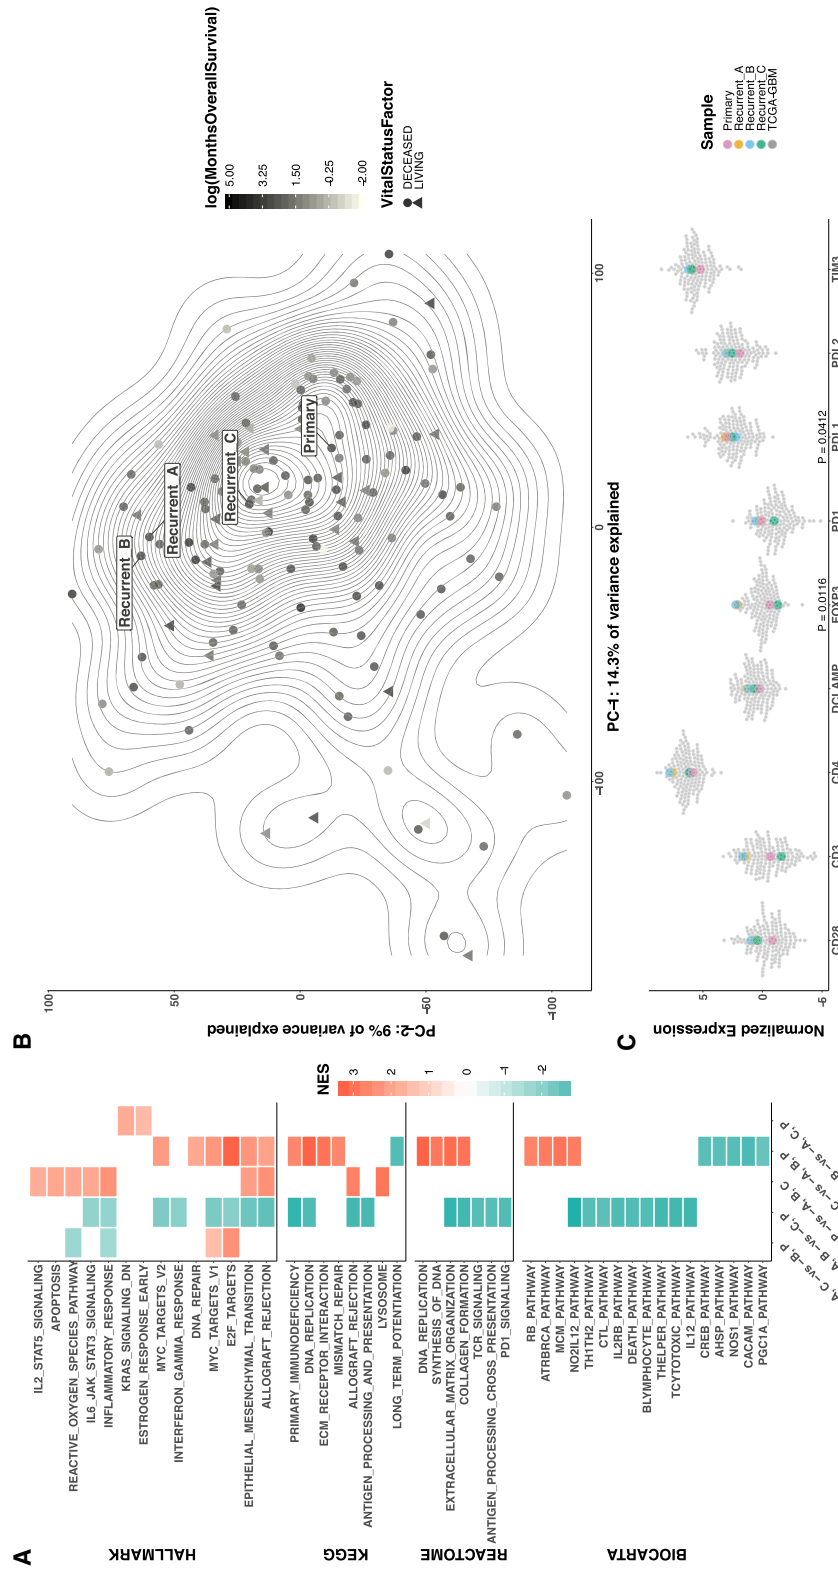 A
HALLMARK
IL2_STAT5_SIGNALING
APOPTOSIS
REACTIVE_OXYGEN_SPECIES_PATHWAY
IL6_JAK_STAT3_SIGNALING
INFLAMMATORY_RESPONSE
KRAS_SIGNALING_DN
ESTROGEN_RESPONSE_EARLY
MYC_TARGETS_V2
INTERFERON_GAMMA_RESPONSE
DNA_REPAIR
MYC_TARGETS_V1
E2F_TARGETS
EPITHELIAL_MESENCHYMAL_TRANSITION
ALLOGRAFT_REJECTION
KEGG
PRIMARY_IMMUNODEFICIENCY
DNA_REPLICATION
ECM_RECEPTOR_INTERACTION
MISMATCH_REPAIR
ALLOGRAFT_REJECTION
ANTIGEN_PROCESSING_AND_PRESENTATION
LYSOSOME
LONG_TERM_POTENTIATION
REACTOME
DNA_REPLICATION
SYNTHESIS_OF_DNA
EXTRACELLULAR_MATRIX_ORGANIZATION
COLLAGEN_FORMATION
TCR_SIGNALING
ANTIGEN_PROCESSING_CROSS_PRESENTATION
PD1_SIGNALING
BIOCARTA
RB_PATHWAY
ATRBRCA_PATHWAY
MCM_PATHWAY
NO2IL12_PATHWAY
TH1TH2_PATHWAY
CTL_PATHWAY
IL2RB_PATHWAY
DEATH_PATHWAY
BLYMPHOCYTE_PATHWAY
THELPER_PATHWAY
TCYTOTOXIC_PATHWAY
IL12_PATHWAY
CREB_PATHWAY
AHSP_PATHWAY
NOS1_PATHWAY
CACAM_PATHWAY
PGC1A_PATHWAY
A, C −vs−B, P
B −vs− C, P
−vs− A, B, C
−vs− A, B, P
−vs− A, C, P
NES
3
2
1
0
-1
-2
B
PC−2: 9% of variance explained
100
50
0
-50
-100
Recurrent_B
Recurrent_A
Recurrent_C
Primary
-100
0
100
PC−1: 14.3% of variance explained
log(MonthsOverallSurvival)
5.00
3.25
1.50
-0.25
-2.00
VitalStatusFactor
DECEASED
LIVING
C
Normalized Expression
5
0
-5
P = 0.0116
P = 0.0412
CD28
CD3
CD4
DCLAMP
FOXP3
PD1
PDL1
PDL2
TIM3
Sample
Primary
Recurrent_A
Recurrent_B
Recurrent_C
TCGA-GBM